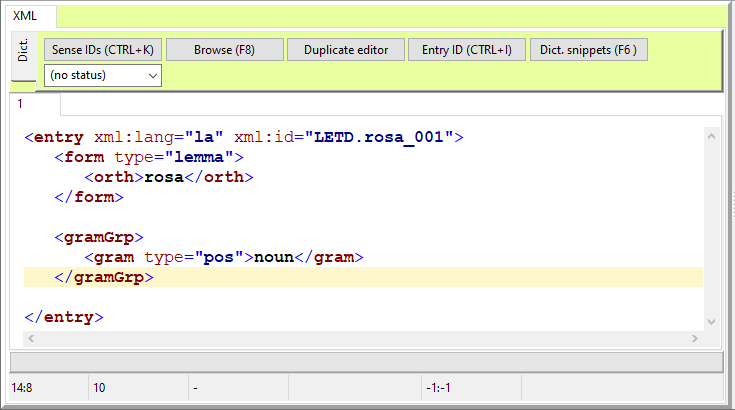 XML
Dict.
Sense IDs (CTRL+K) Browse (F8) Duplicate editor Entry ID (CTRL+I) Dict. snippets (F6 )
(no status)
1
<entry xml:lang="la" xml:id="LETD.rosa_001">
<form type="lemma">
<orth>rosa</orth>
</form>
<gramGrp>
<gram type="pos">noun</gram>
</gramGrp>
</entry>
14:8 10 - -1:-1